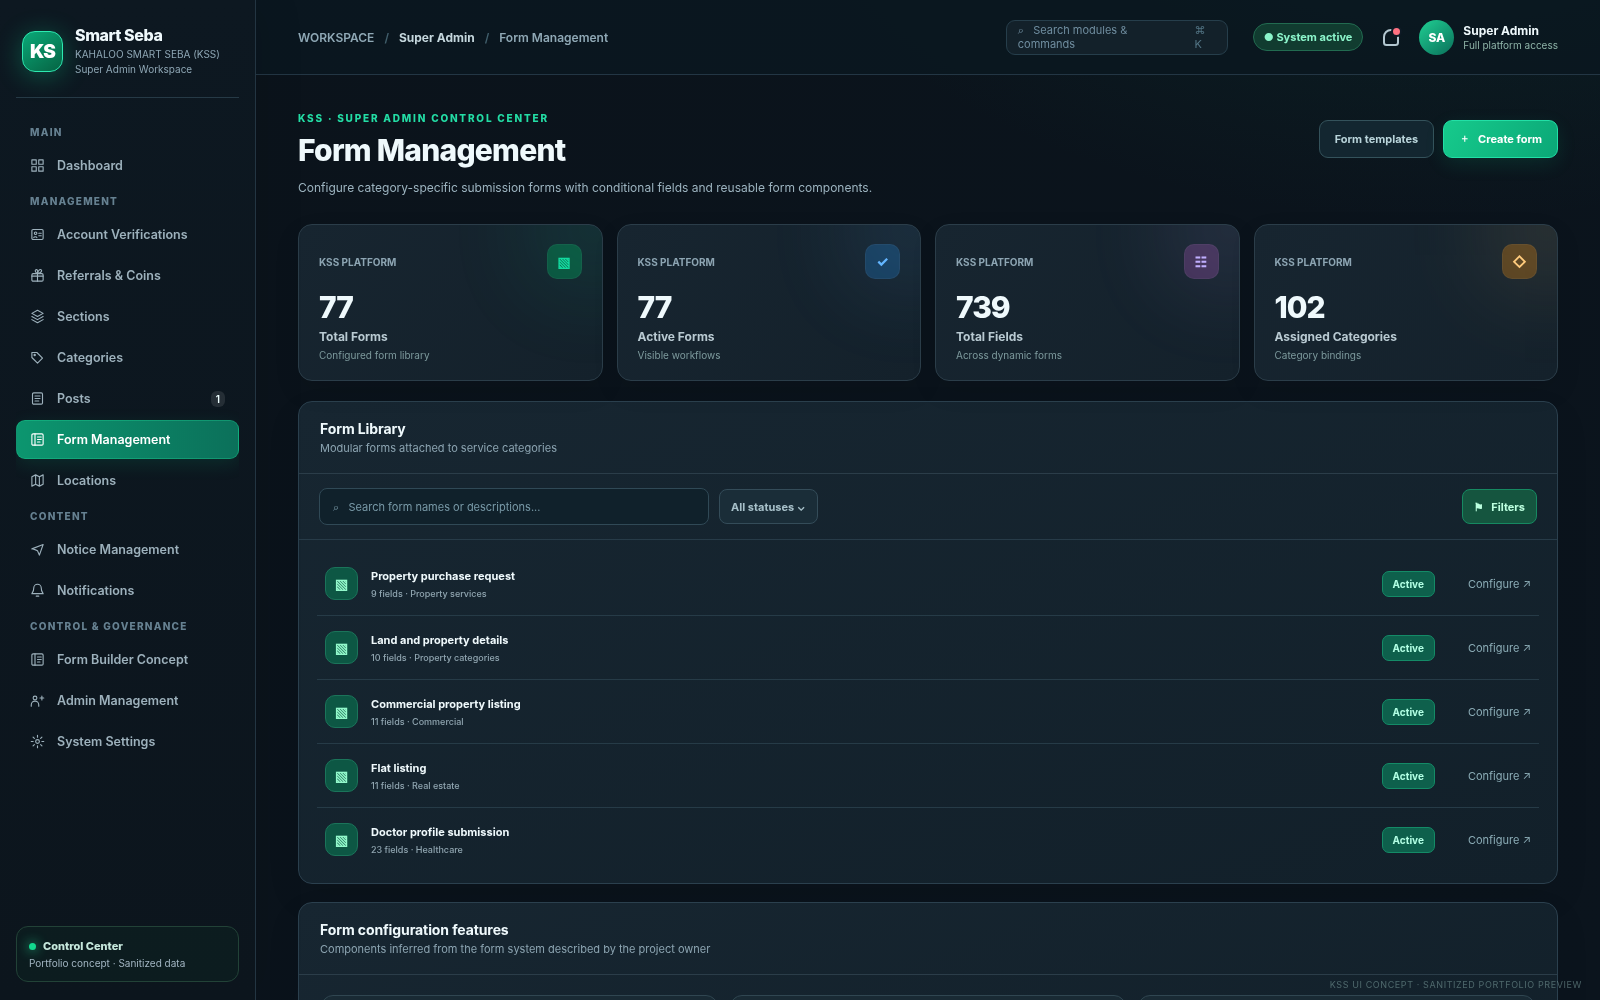 KS
Smart Seba
KAHALOO SMART SEBA (KSS)
Super Admin Workspace
MAIN
Dashboard
MANAGEMENT
Account Verifications
Referrals & Coins
Sections
Categories
Posts 1
Form Management
Locations
CONTENT
Notice Management
Notifications
CONTROL & GOVERNANCE
Form Builder Concept
Admin Management
System Settings
Control Center
Portfolio concept · Sanitized data
WORKSPACE / Super Admin / Form Management
Search modules & commands ⌘ K
System active
SA
Super Admin
Full platform access
KSS · SUPER ADMIN CONTROL CENTER
Form Management
Configure category-specific submission forms with conditional fields and reusable form components.
Form templates
+ Create form
KSS PLATFORM
77
Total Forms
Configured form library
KSS PLATFORM
77
Active Forms
Visible workflows
KSS PLATFORM
739
Total Fields
Across dynamic forms
KSS PLATFORM
102
Assigned Categories
Category bindings
Form Library
Modular forms attached to service categories
Search form names or descriptions...
All statuses
Filters
Property purchase request
9 fields · Property services
Active
Configure ↗
Land and property details
10 fields · Property categories
Active
Configure ↗
Commercial property listing
11 fields · Commercial
Active
Configure ↗
Flat listing
11 fields · Real estate
Active
Configure ↗
Doctor profile submission
23 fields · Healthcare
Active
Configure ↗
Form configuration features
Components inferred from the form system described by the project owner
KSS UI CONCEPT · SANITIZED PORTFOLIO PREVIEW